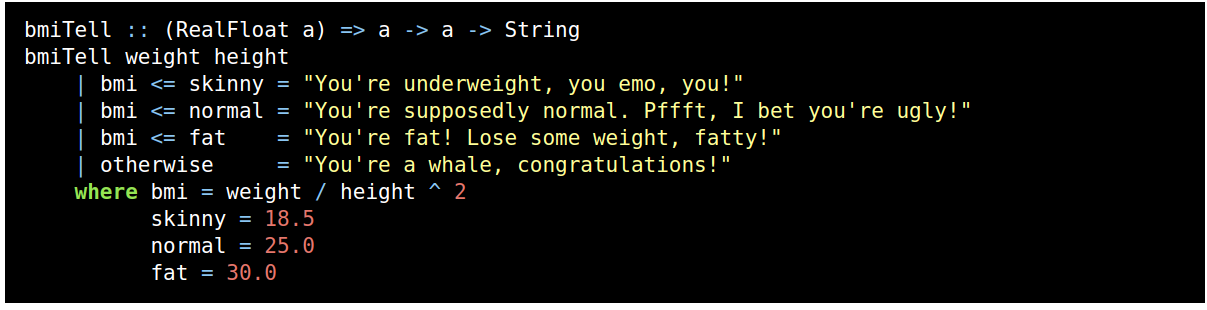 bmiTell :: (RealFloat a) => a -> a -> String
bmiTell weight height
    | bmi <= skinny = "You're underweight, you emo, you!"
    | bmi <= normal = "You're supposedly normal. Pffft, I bet you're ugly!"
    | bmi <= fat    = "You're fat! Lose some weight, fatty!"
    | otherwise     = "You're a whale, congratulations!"
    where bmi = weight / height ^ 2
          skinny = 18.5
          normal = 25.0
          fat = 30.0